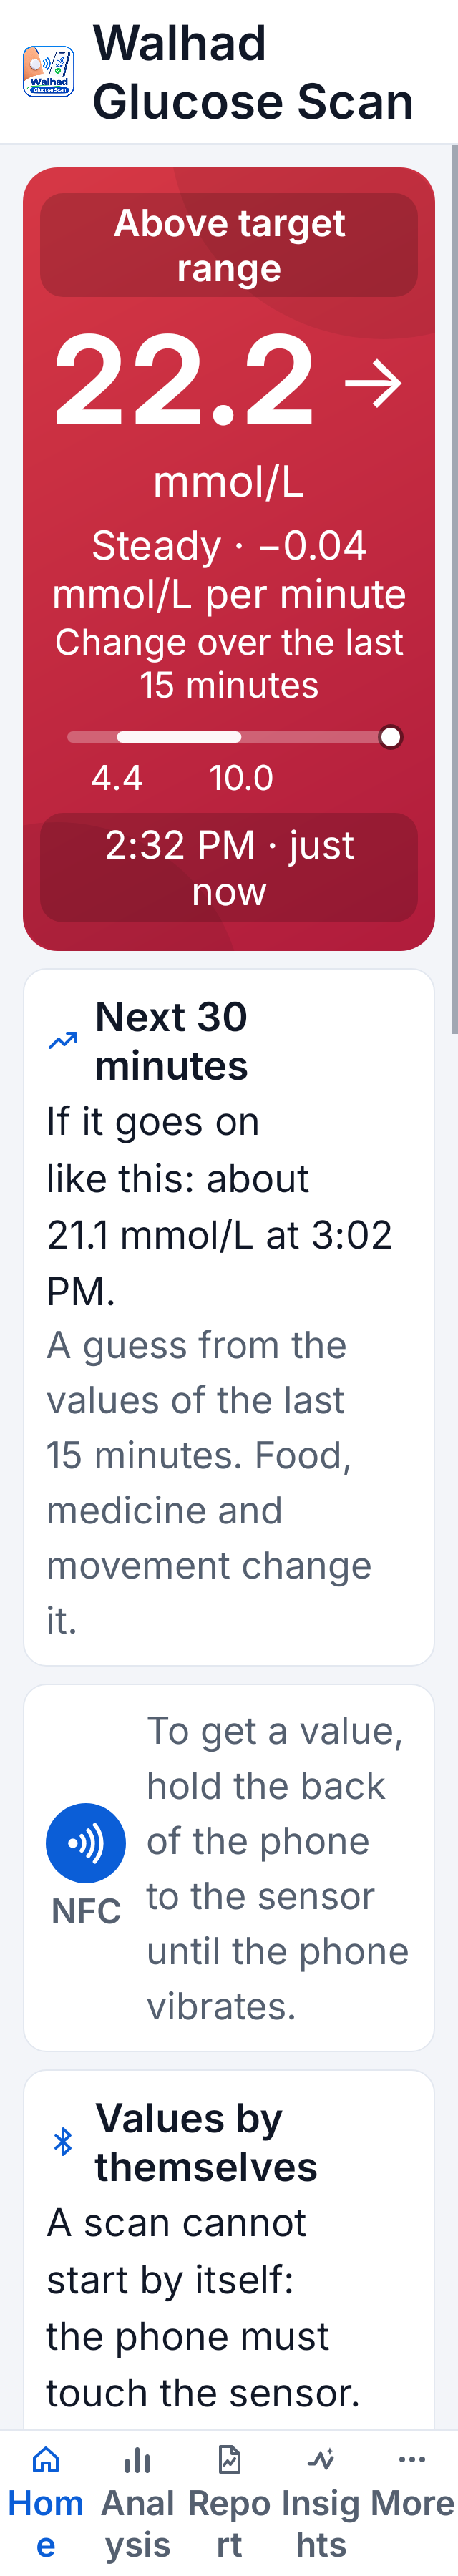 Walhad
Glucose Scan
Walhad
Glucose Scan
Above target
range
22.2 →
mmol/L
Steady · −0.04
mmol/L per minute
Change over the last
15 minutes
4.4 10.0
2:32 PM · just
now
Next 30
minutes
If it goes on
like this: about
21.1 mmol/L at 3:02
PM.
A guess from the
values of the last
15 minutes. Food,
medicine and
movement change
it.
To get a value,
hold the back
of the phone
to the sensor
until the phone
vibrates.
NFC
Values by
themselves
A scan cannot
start by itself:
the phone must
touch the sensor.
Hom Anal Repo Insig More
e ysis rt hts